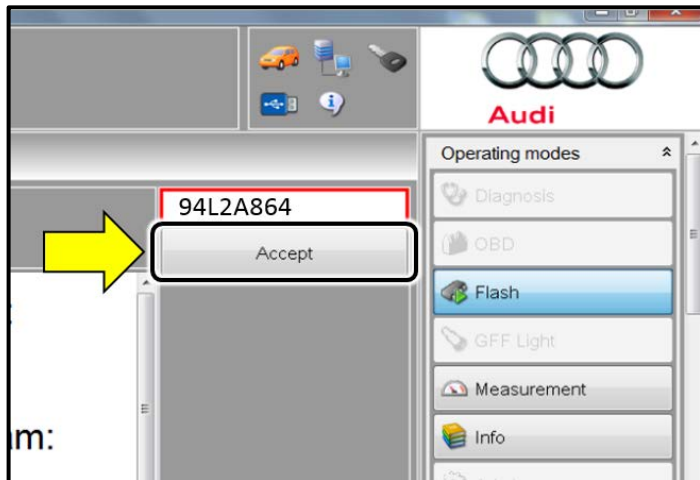 Audi
Operating modes
94L2A864
Accept
Diagnosis
OBD
Flash
GFF Light
Measurement
Info
m: